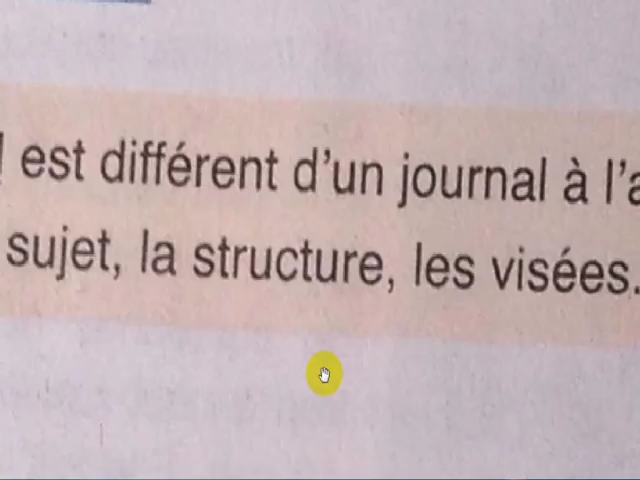 est différent d'un journal à l'a
sujet, la structure, les visées.